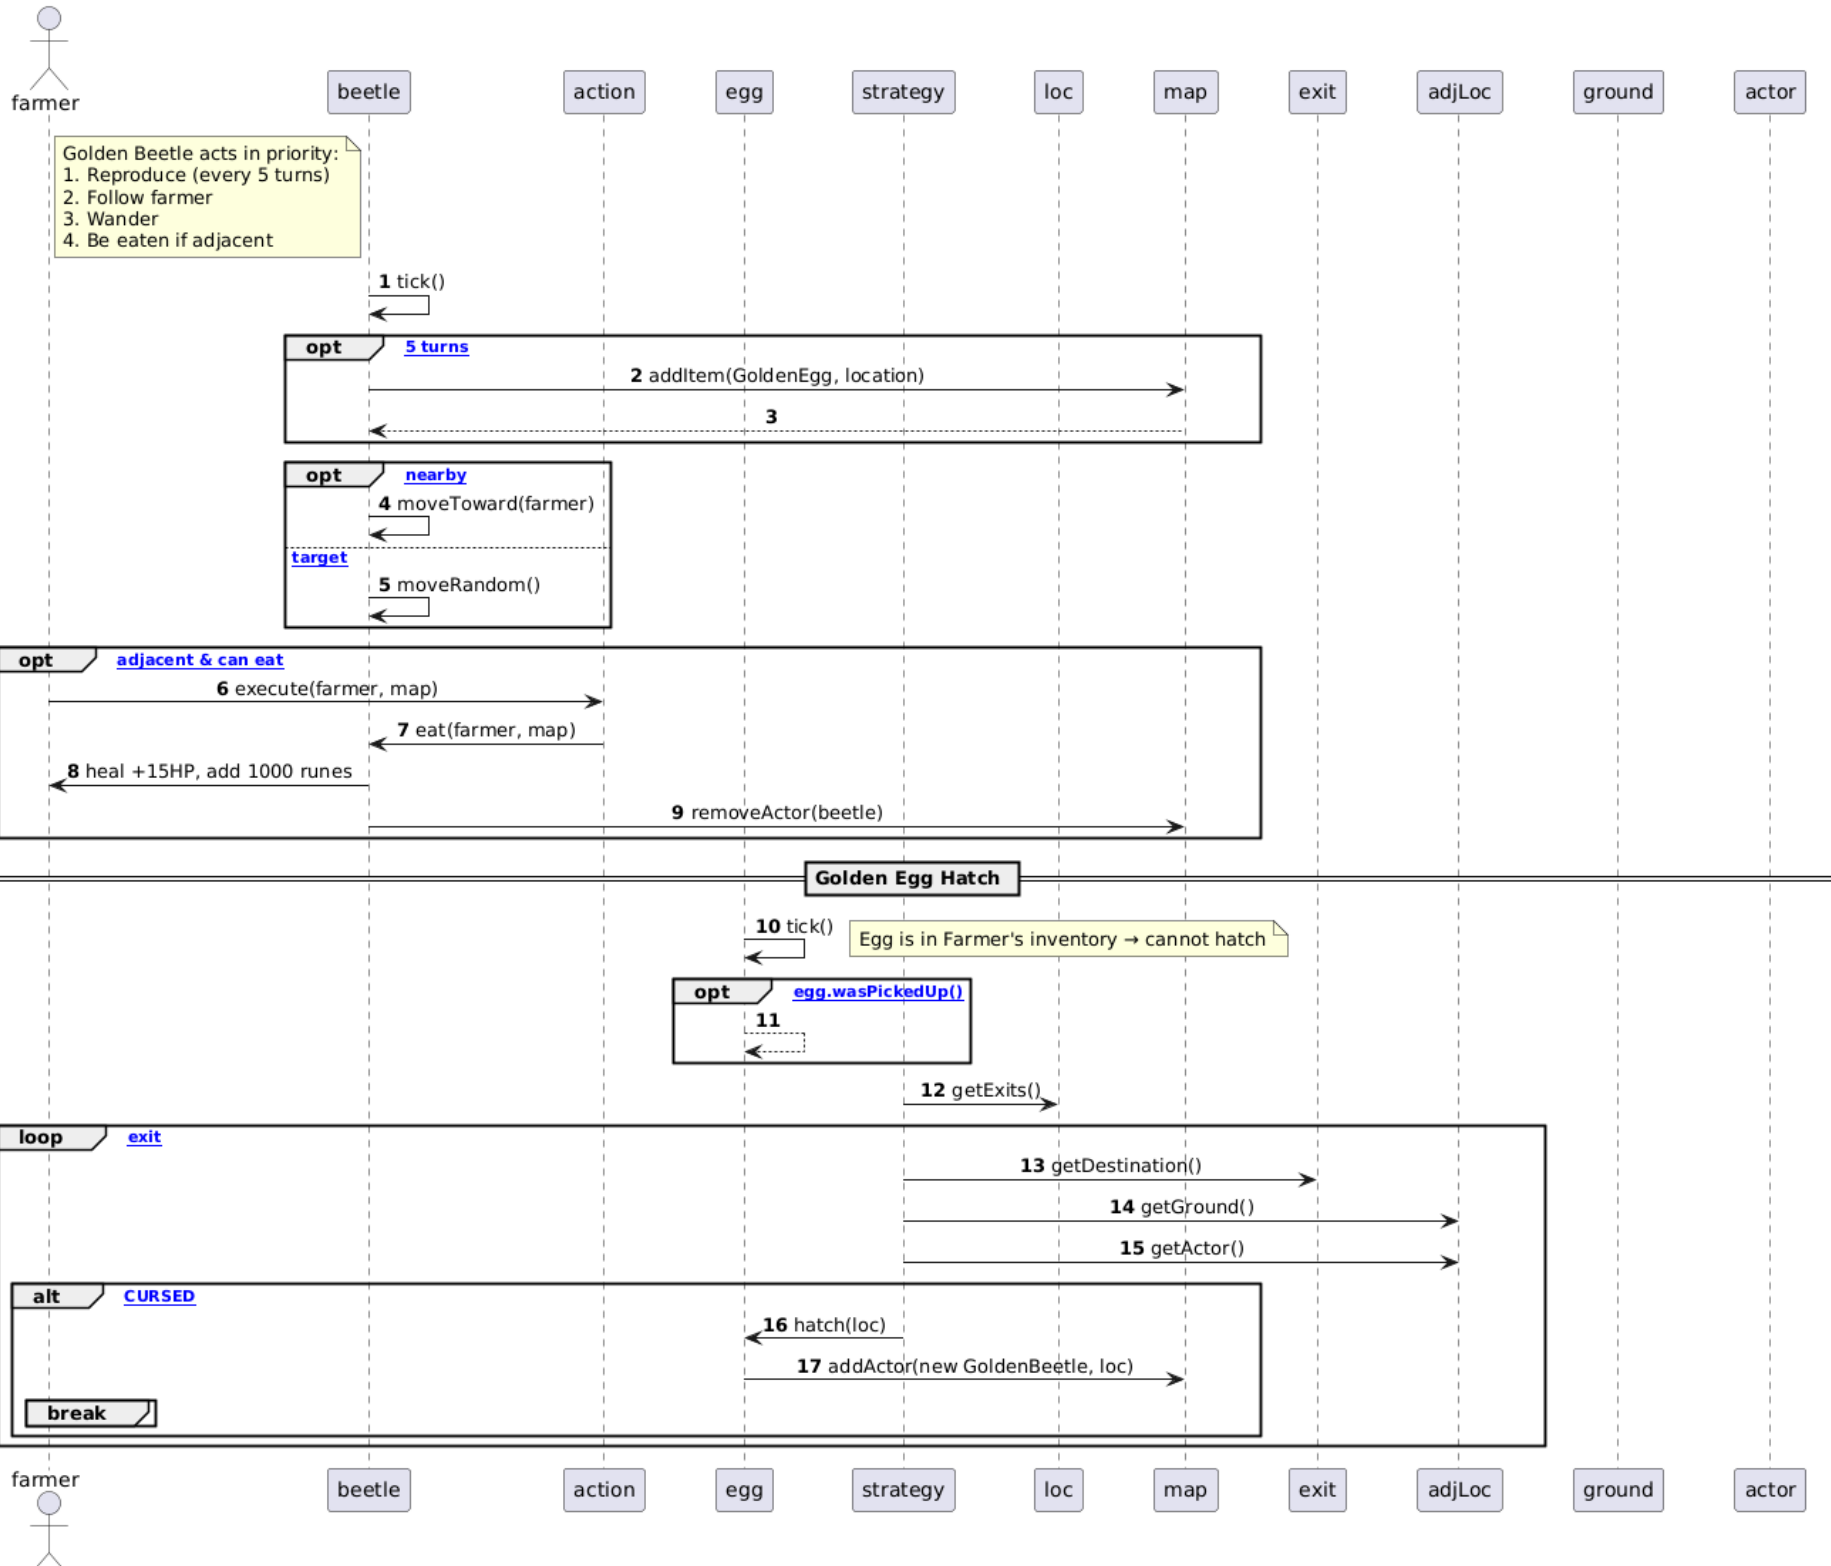 farmer
beetle
action
egg
strategy
loc
map
exit
adjLoc
ground
actor
Golden Beetle acts in priority:
1. Reproduce (every 5 turns)
2. Follow farmer
3. Wander
4. Be eaten if adjacent
1 tick()
opt 5 turns
2 addItem(GoldenEgg, location)
3
opt nearby
4 moveToward(farmer)
target
5 moveRandom()
opt adjacent & can eat
6 execute(farmer, map)
7 eat(farmer, map)
8 heal +15HP, add 1000 runes
9 removeActor(beetle)
Golden Egg Hatch
10 tick()
Egg is in Farmer's inventory → cannot hatch
opt egg.wasPickedUp()
11
12 getExits()
loop exit
13 getDestination()
14 getGround()
15 getActor()
alt CURSED
16 hatch(loc)
17 addActor(new GoldenBeetle, loc)
break
farmer
beetle
action
egg
strategy
loc
map
exit
adjLoc
ground
actor